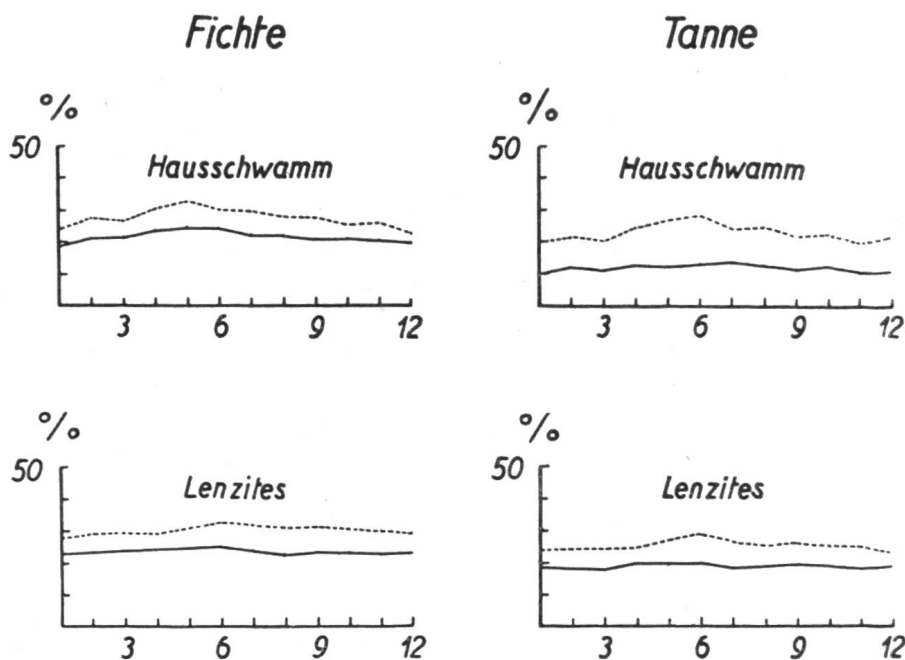 Fichte Tanne
% %
50 Hausschwamm 50 Hausschwamm
3 6 9 12 3 6 9 12
% %
50 Lenzites 50 Lenzites
3 6 9 12 3 6 9 12